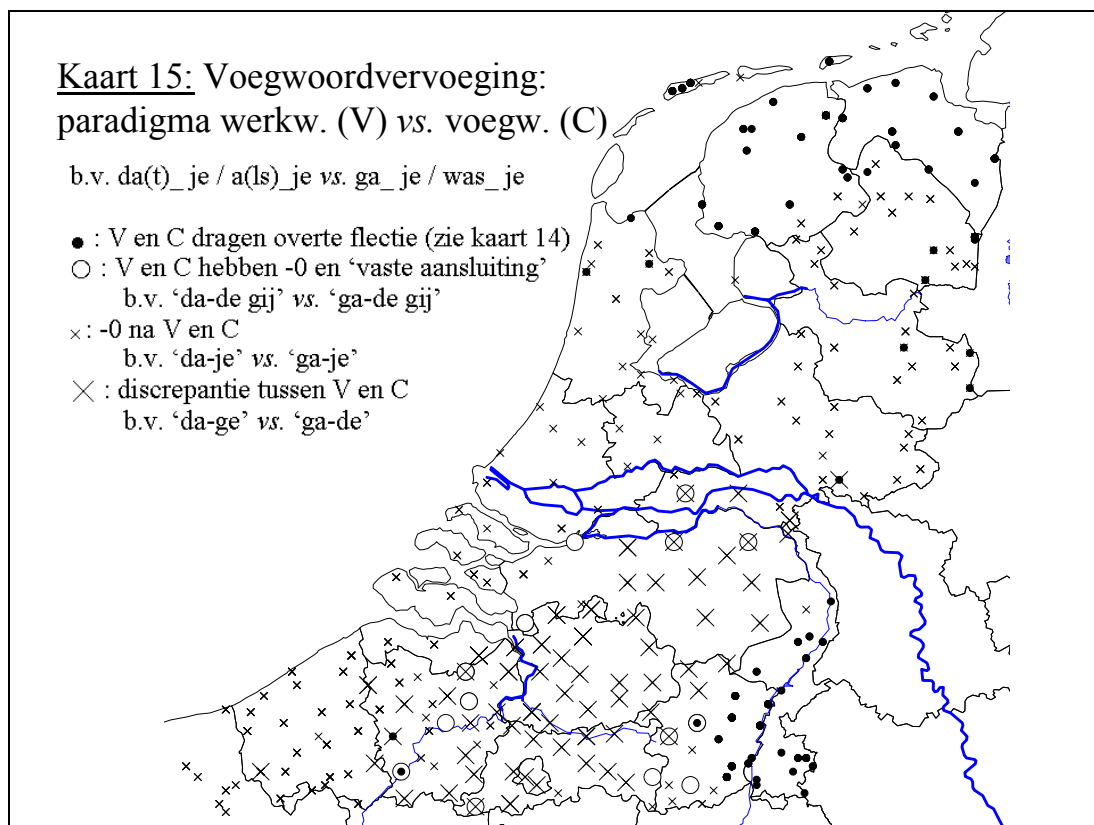 Kaart 15: Voegwoordvervoeging:
paradigma werkw. (V) vs. voegw. (C)
b.v. da(t)_ je / a(ls)_je vs. ga_ je / was_ je
● : V en C dragen overte flectie (zie kaart 14)
○ : V en C hebben -0 en ‘vaste aansluiting’
b.v. ‘da-de gij’ vs. ‘ga-de gij’
× : -0 na V en C
b.v. ‘da-je’ vs. ‘ga-je’
╳ : discrepantie tussen V en C
b.v. ‘da-ge’ vs. ‘ga-de’